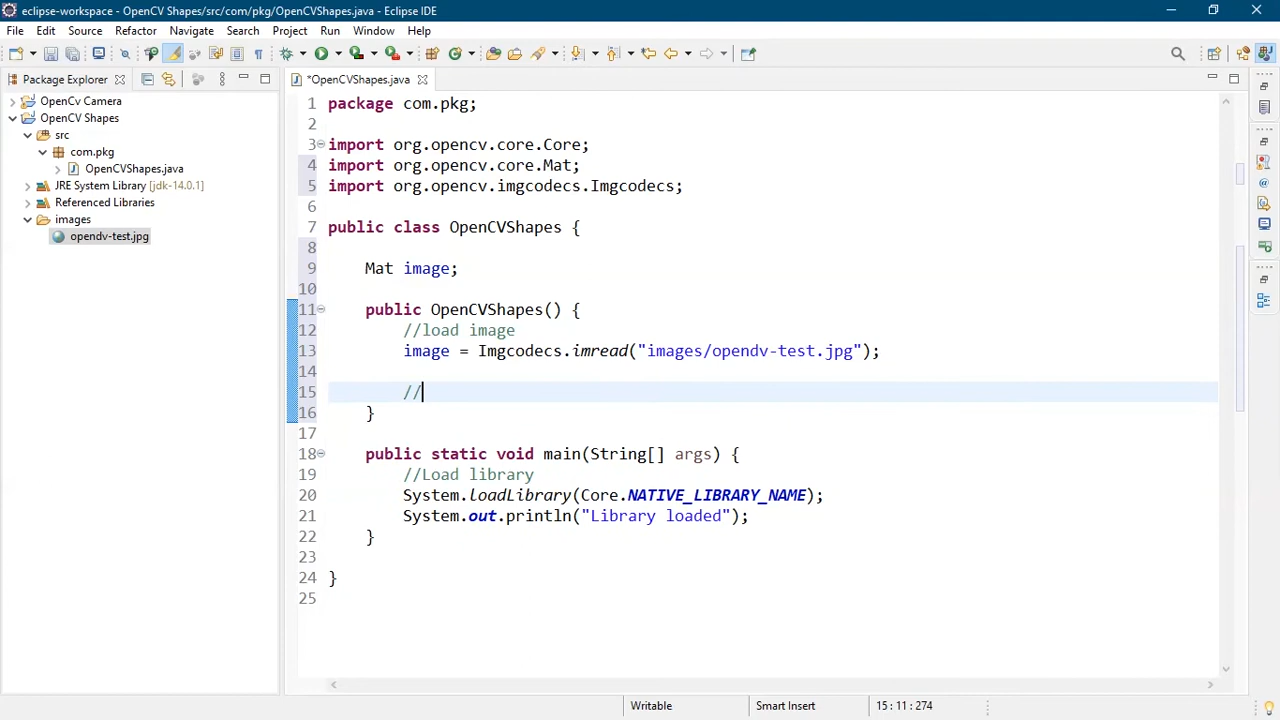 eclipse-workspace - OpenCV Shapes/src/com/pkg/OpenCVShapes.java - Eclipse IDE
File Edit Source Refactor Navigate Search Project Run Window Help
Package Explorer
*OpenCVShapes.java
OpenCv Camera
OpenCV Shapes
src
com.pkg
OpenCVShapes.java
JRE System Library [jdk-14.0.1]
Referenced Libraries
images
opendv-test.jpg
1 package com.pkg;
2
3 import org.opencv.core.Core;
4 import org.opencv.core.Mat;
5 import org.opencv.imgcodecs.Imgcodecs;
6
7 public class OpenCVShapes {
8
9 Mat image;
10
11 public OpenCVShapes() {
12 //load image
13 image = Imgcodecs.imread("images/opendv-test.jpg");
14
15 //
16 }
17
18 public static void main(String[] args) {
19 //Load library
20 System.loadLibrary(Core.NATIVE_LIBRARY_NAME);
21 System.out.println("Library loaded");
22 }
23
24 }
25
Writable Smart Insert 15 : 11 : 274